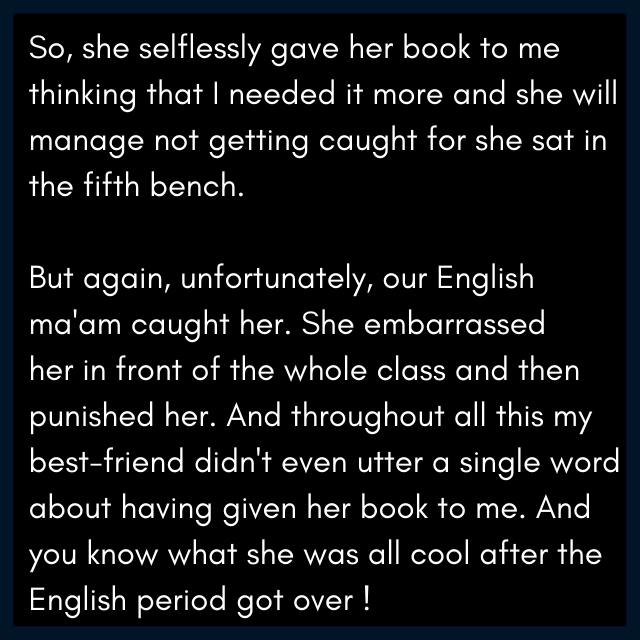 So, she selflessly gave her book to me
thinking that I needed it more and she will
manage not getting caught for she sat in
the fifth bench.

But again, unfortunately, our English
ma'am caught her. She embarrassed
her in front of the whole class and then
punished her. And throughout all this my
best-friend didn't even utter a single word
about having given her book to me. And
you know what she was all cool after the
English period got over !